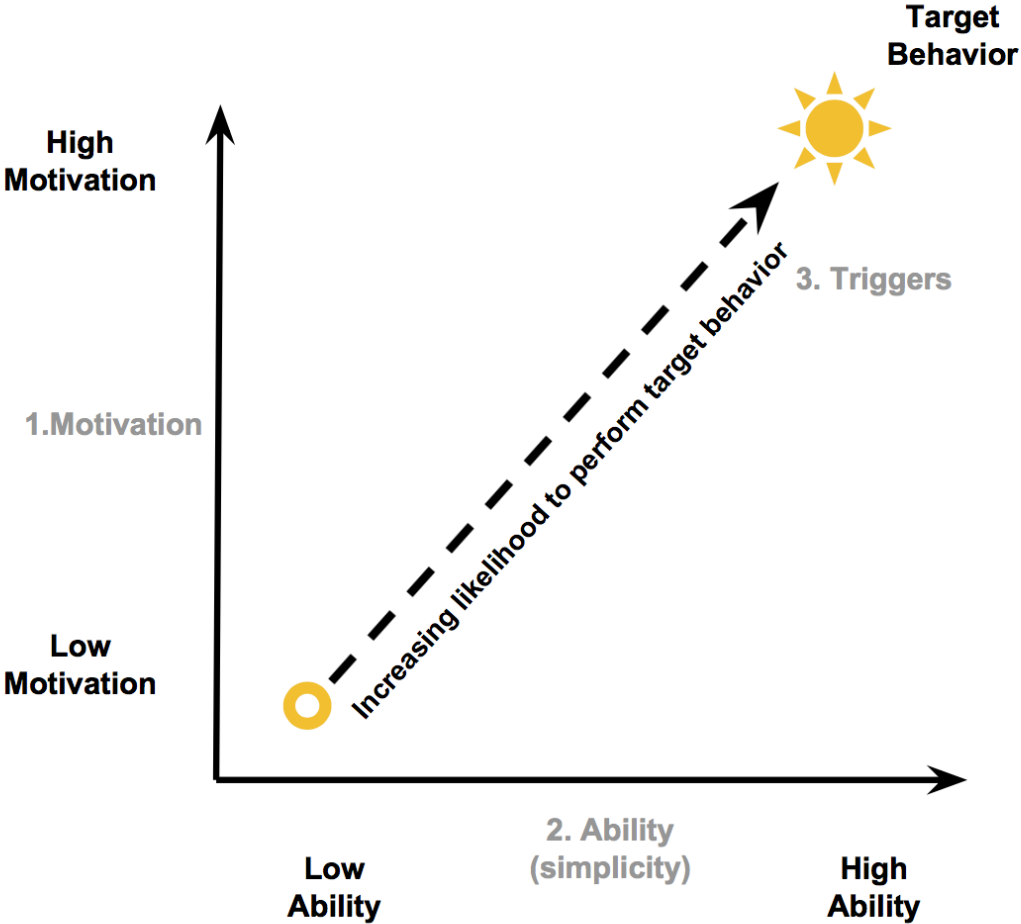 Target
Behavior
High
Motivation
3. Triggers
1.Motivation
Increasing likelihood to perform target behavior
Low
Motivation
2. Ability
(simplicity)
Low
Ability
High
Ability